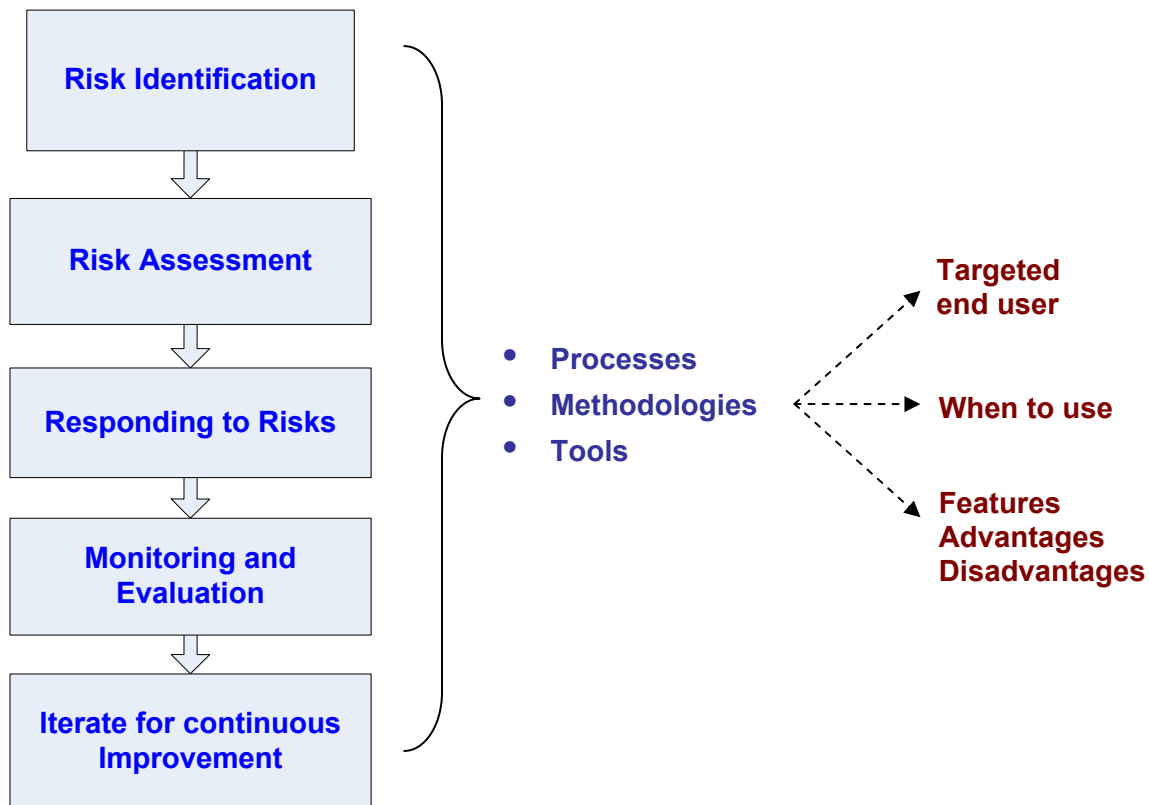 Risk Identification
Risk Assessment
Responding to Risks
Monitoring and
Evaluation
Iterate for continuous
Improvement
• Processes
• Methodologies
• Tools
Targeted
end user
When to use
Features
Advantages
Disadvantages